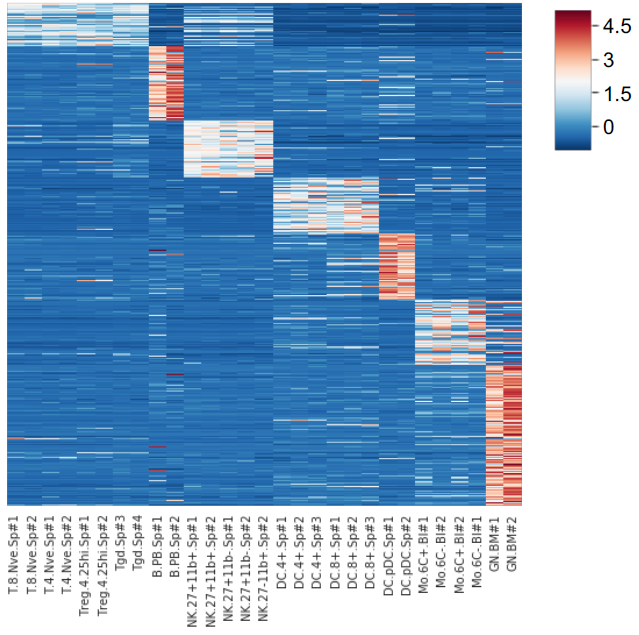 4.5
3
1.5
0
T.8.Nve.Sp#1
T.8.Nve.Sp#2
T.4.Nve.Sp#1
T.4.Nve.Sp#2
Treg.4.25hi.Sp#1
Treg.4.25hi.Sp#2
Tgd.Sp#3
Tgd.Sp#4
B.PB.Sp#1
B.PB.Sp#2
NK.27+11b+.Sp#1
NK.27+11b+.Sp#2
NK.27+11b-.Sp#1
NK.27+11b-.Sp#2
NK.27-11b+.Sp#2
DC.4+.Sp#1
DC.4+.Sp#2
DC.4+.Sp#3
DC.8+.Sp#1
DC.8+.Sp#2
DC.8+.Sp#3
DC.pDC.Sp#1
DC.pDC.Sp#2
Mo.6C+.Bl#1
Mo.6C-.Bl#2
Mo.6C+.Bl#2
Mo.6C-.Bl#1
GN.BM#1
GN.BM#2